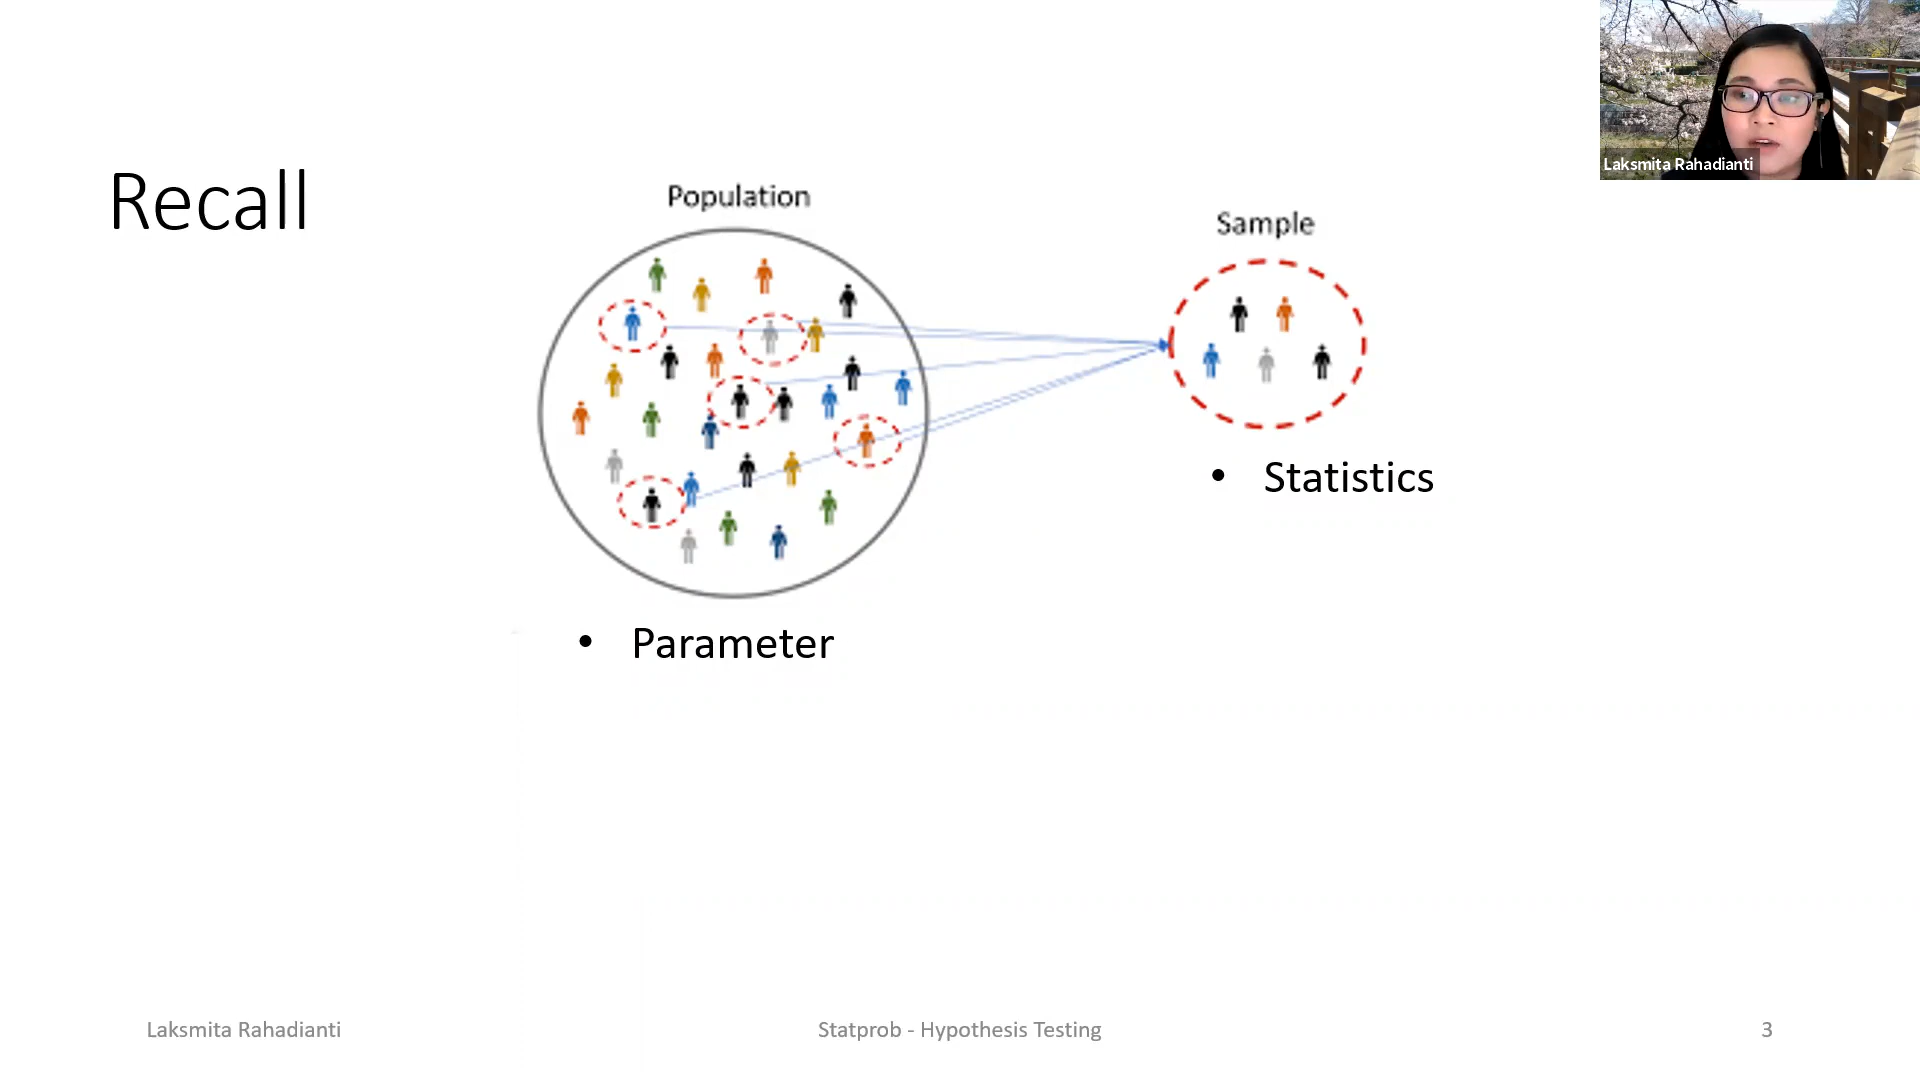 Laksmita Rahadianti
Recall
Population
Sample
• Statistics
• Parameter
Laksmita Rahadianti
Statprob - Hypothesis Testing
3